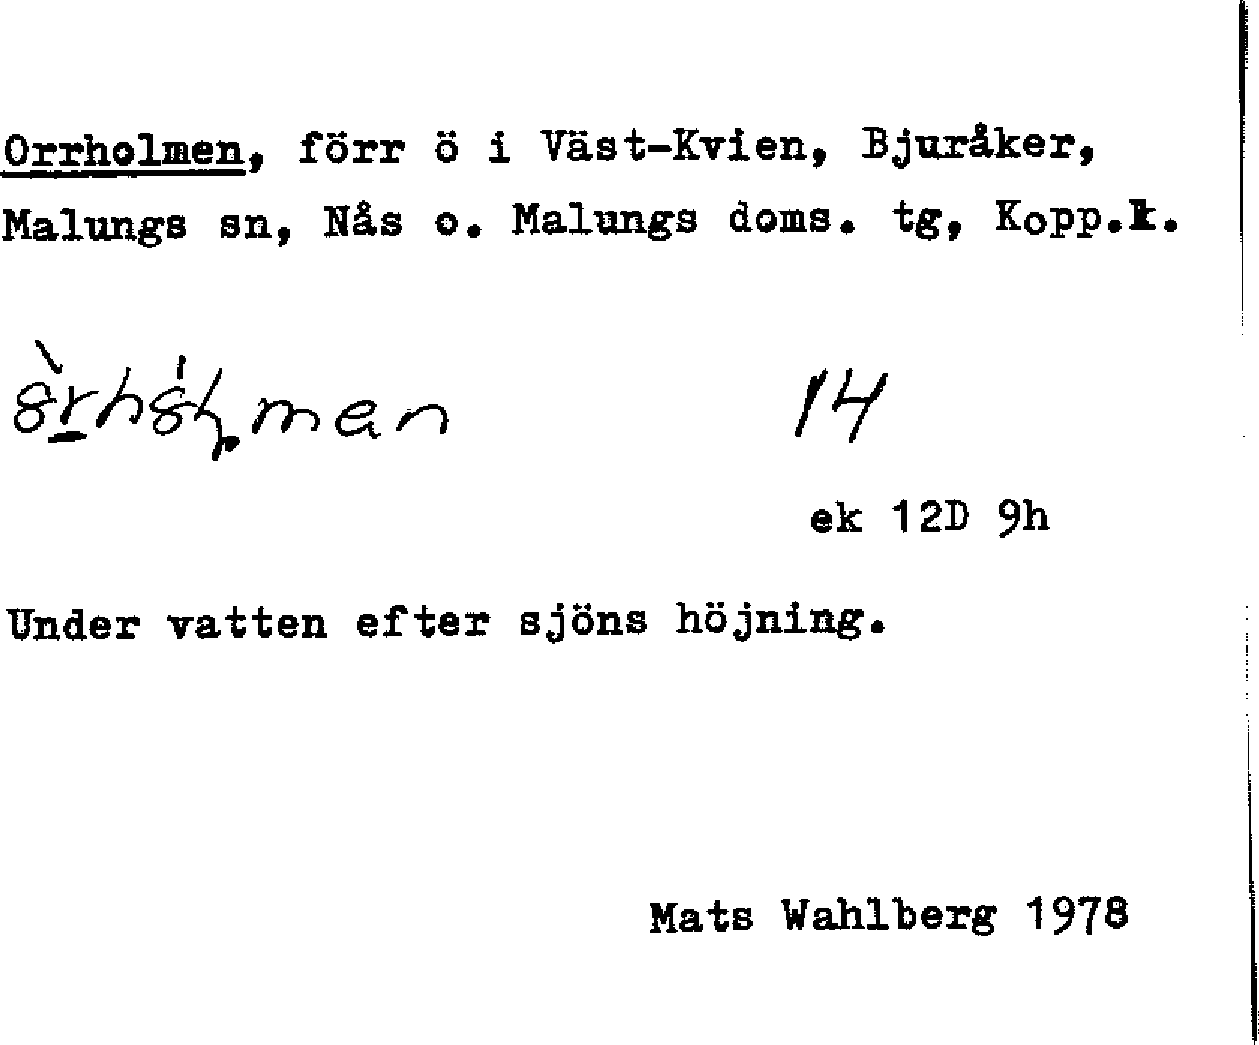 Orrholmen, förr ö i Väst-Kvien, Bjuråker,
Malungs sn, Nås o. Malungs doms. tg, Kopp.l.
14
ek 12D 9h
Under vatten efter sjöns höjning.
Mats Wahlberg 1978